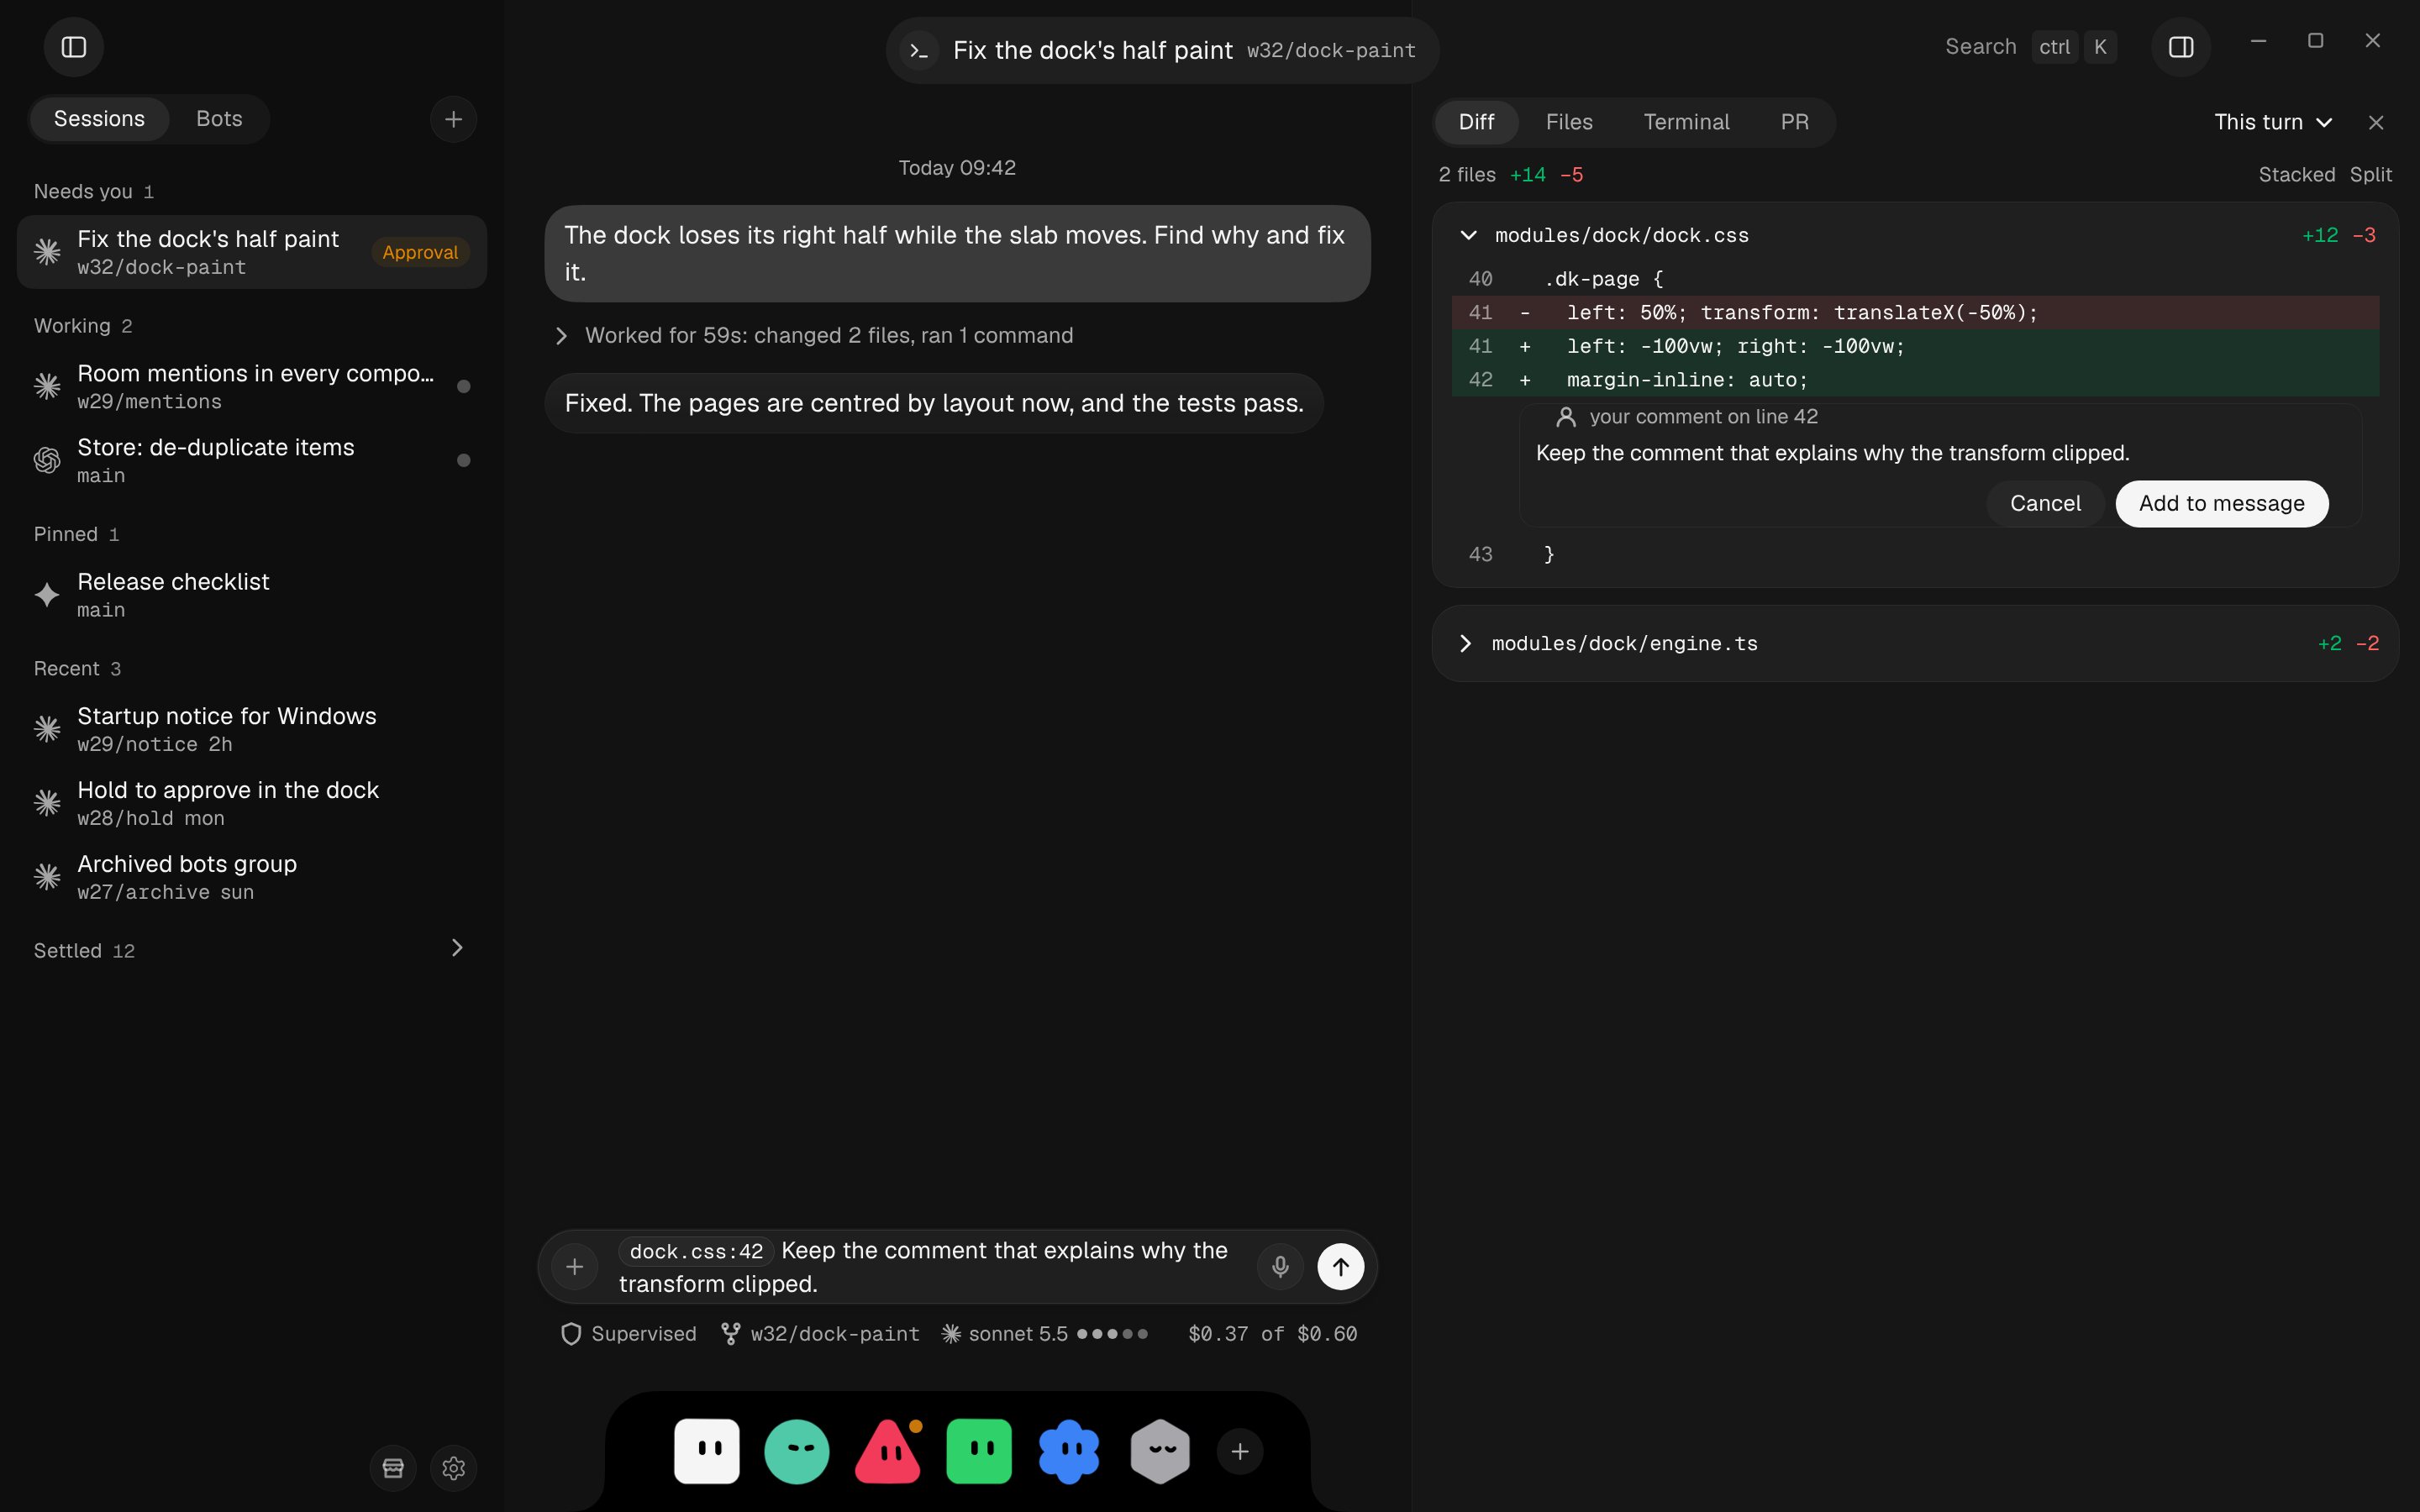 Fix the dock's half paint w32/dock-paint
Search ctrl K
Sessions Bots
Needs you 1
Fix the dock's half paint
w32/dock-paint
Approval
Working 2
Room mentions in every compo…
w29/mentions
Store: de-duplicate items
main
Pinned 1
Release checklist
main
Recent 3
Startup notice for Windows
w29/notice 2h
Hold to approve in the dock
w28/hold mon
Archived bots group
w27/archive sun
Settled 12
Today 09:42
The dock loses its right half while the slab moves. Find why and fix
it.
Worked for 59s: changed 2 files, ran 1 command
Fixed. The pages are centred by layout now, and the tests pass.
dock.css:42 Keep the comment that explains why the
transform clipped.
Supervised w32/dock-paint sonnet 5.5 $0.37 of $0.60
Diff Files Terminal PR
This turn
2 files +14 −5
Stacked Split
modules/dock/dock.css +12 −3
40 .dk-page {
41 - left: 50%; transform: translateX(-50%);
41 + left: -100vw; right: -100vw;
42 + margin-inline: auto;
your comment on line 42
Keep the comment that explains why the transform clipped.
Cancel Add to message
43 }
modules/dock/engine.ts +2 −2